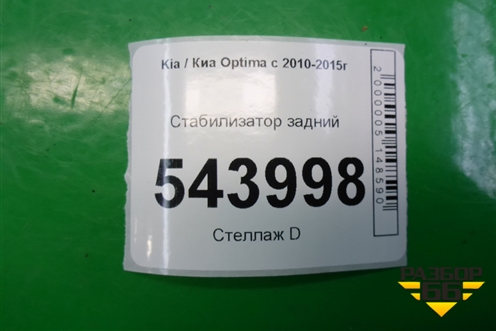 Kia / Киа Optima с 2010-2015г
Стабилизатор задний
543998
Стеллаж D
2000005148590
РАЗБОР
66